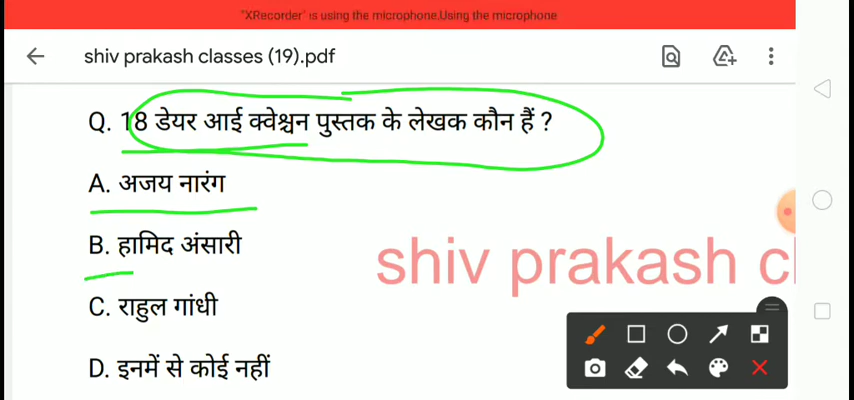 "XRecorder" is using the microphone.Using the microphone
shiv prakash classes (19).pdf
Q. 18 डेयर आई क्वेश्चन पुस्तक के लेखक कौन हैं ?
A. अजय नारंग
B. हामिद अंसारी
shiv prakash c
C. राहुल गांधी
D. इनमें से कोई नहीं